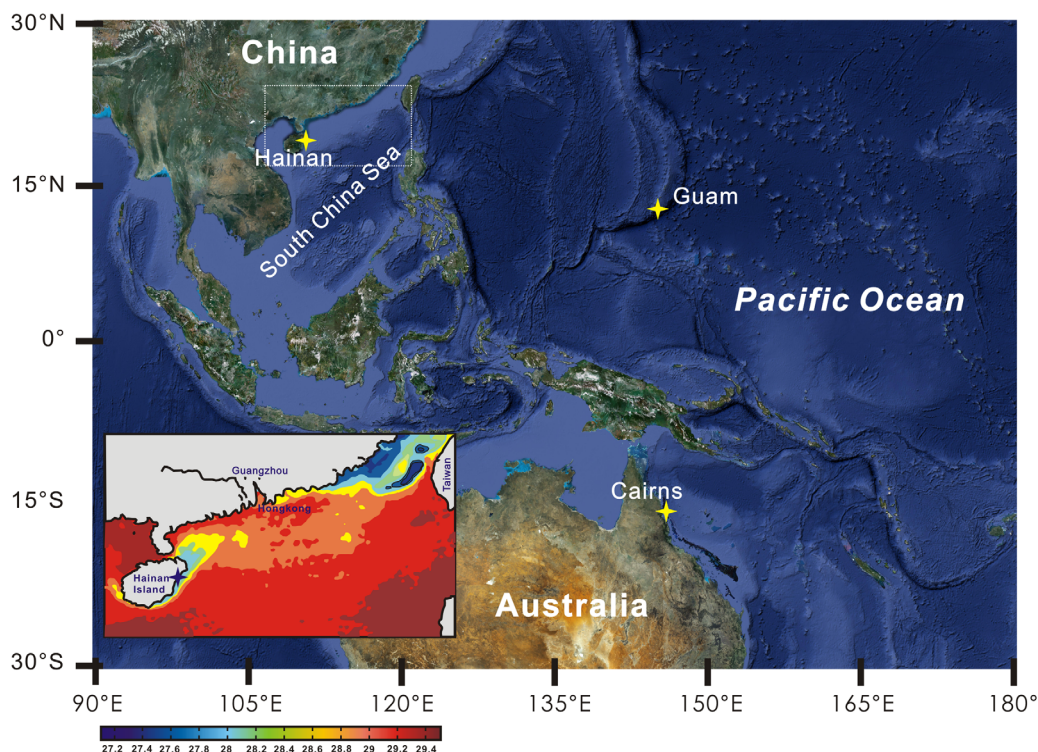 30°N
China
Hainan
15°N
South China Sea
Guam
Pacific Ocean
0°
Guangzhou
Hongkong
Taiwan
Hainan
Island
15°S
Cairns
Australia
30°S
90°E 105°E 120°E 135°E 150°E 165°E 180°
27.2 27.4 27.6 27.8 28 28.2 28.4 28.6 28.8 29 29.2 29.4